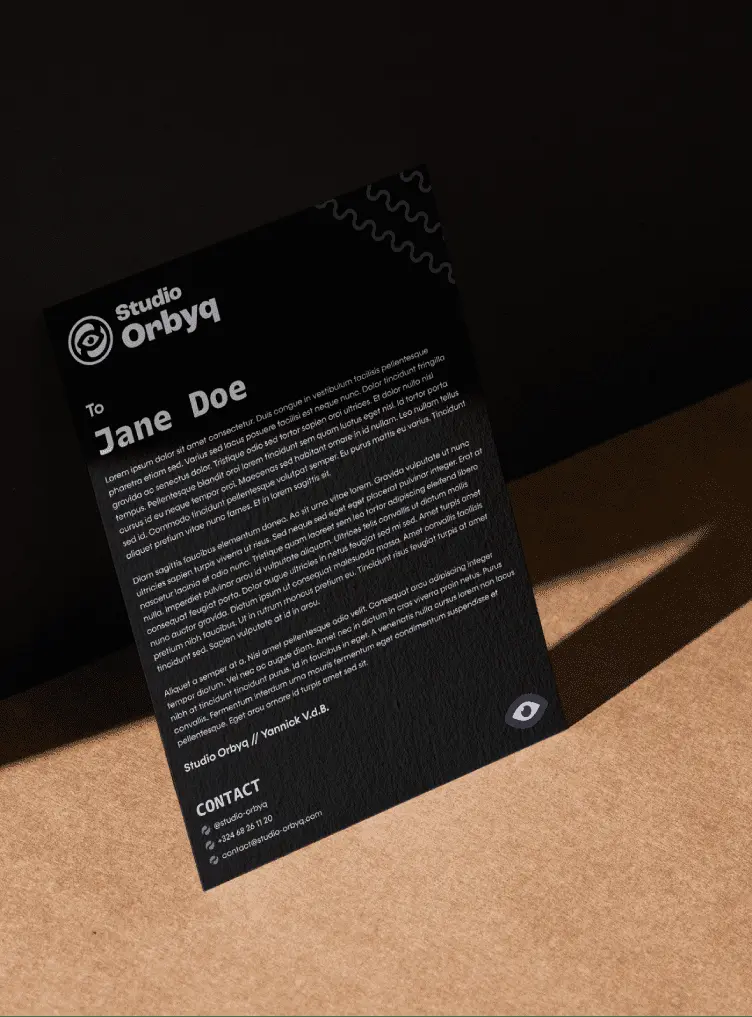 Studio
Orbyq
To
Jane Doe
Lorem ipsum dolor sit amet consectetur. Duis congue in vestibulum facilisis pellentesque
pharetra etiam sed. Varius sed lacus posuere facilisi est neque nunc. Dolor tincidunt fringilla
gravida ac senectus dolor. Tristique odio sed tortor sapien orci ultrices. Et dolor nulla nisl
tempus. Pellentesque blandit orci lorem tincidunt sem quam luctus eget nisl. Id tortor porta
cursus id eu neque tempor orci. Maecenas sed habitant ornare in id nullam. Leo nullam tellus
sed id. Commodo tincidunt pellentesque volutpat semper. Eu purus mattis eu varius. Tincidunt
aliquet pretium vitae nunc fames. Et in lorem sagittis et.
Diam sagittis faucibus elementum donec. Ac sit urna vitae lorem. Gravida vulputate ut nunc
ultricies sapien turpis viverra ut risus. Sed neque sed eget eget placerat pulvinar integer. Erat at
nascetur lacinia et odio nunc. Tristique quam laoreet sem leo tortor adipiscing eleifend libero
nulla. Imperdiet pulvinar arcu id vulputate aliquam. Ultrices felis convallis ut dictum mollis
consequat feugiat porta. Dolor augue ultricies in netus feugiat sed mi sed. Amet turpis amet
nunc auctor gravida. Dictum ipsum ut consequat malesuada massa. Amet convallis facilisis
pretium nibh faucibus. Ut in rutrum rhoncus pretium eu. Tincidunt risus feugiat turpis at amet
tincidunt sed. Sapien vulputate at id in arcu.
Aliquet a semper at a. Nisl amet pellentesque odio velit. Consequat arcu adipiscing integer
tempor dictum. Vel nec ac augue diam. Amet nec in dictum in cras viverra proin netus. Purus
nibh at tincidunt tincidunt purus. Id in faucibus in eget. A venenatis nulla cursus lorem non lacus
convallis. Fermentum interdum urna mauris fermentum eget condimentum suspendisse et
pellentesque. Eget arcu ornare id turpis amet sed sit.
Studio Orbyq // Yannick V.d.B.
CONTACT
@studio-orbyq
+324 68 26 11 20
contact@studio-orbyq.com